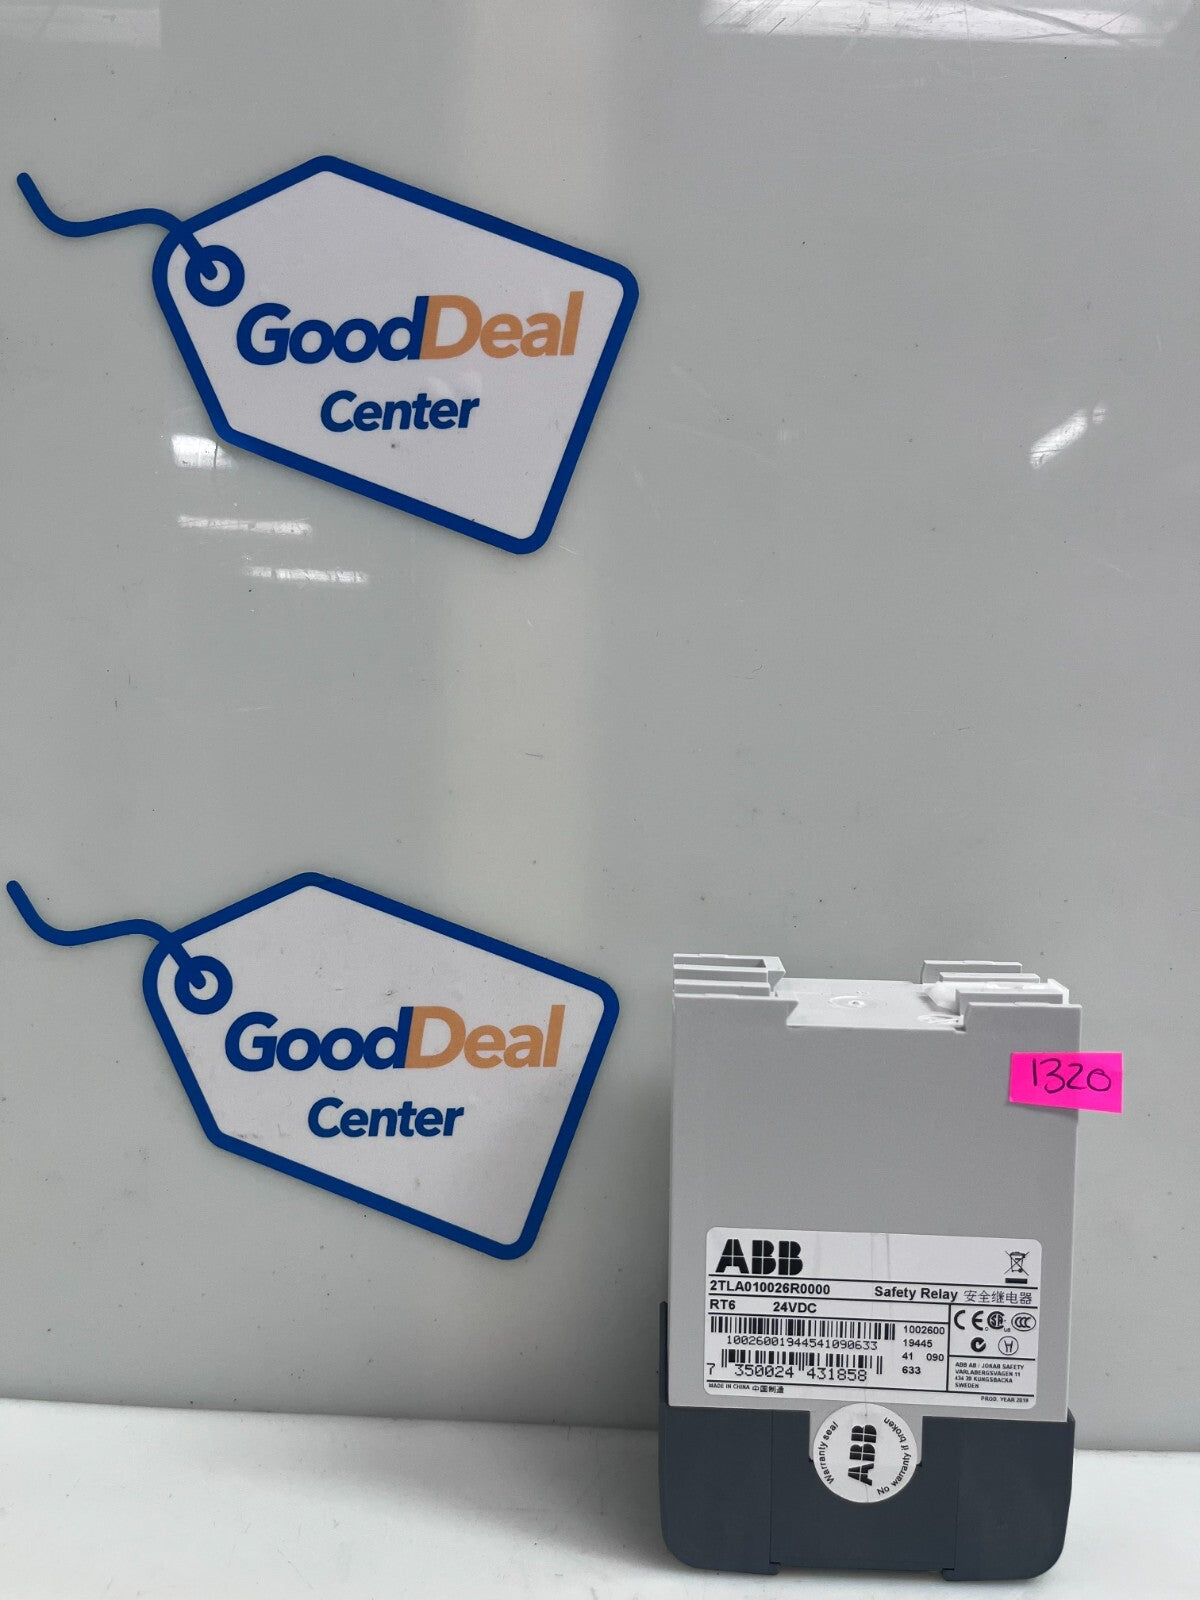 GoodDeal
Center
GoodDeal
Center
1320
ABB
2TLA010026R0000 Safety Relay 安全继电器
RT6 24VDC
1002600
10026001944541090633
19445
41 090
633
7 350024 431858
ABB AB / JOKAB SAFETY
VARLABERGSVAGEN 11
434 39 KUNGSBACKA
SWEDEN
MADE IN CHINA 中国制造
PROD. YEAR 2019
Warranty seal
ABB
No warranty if broken